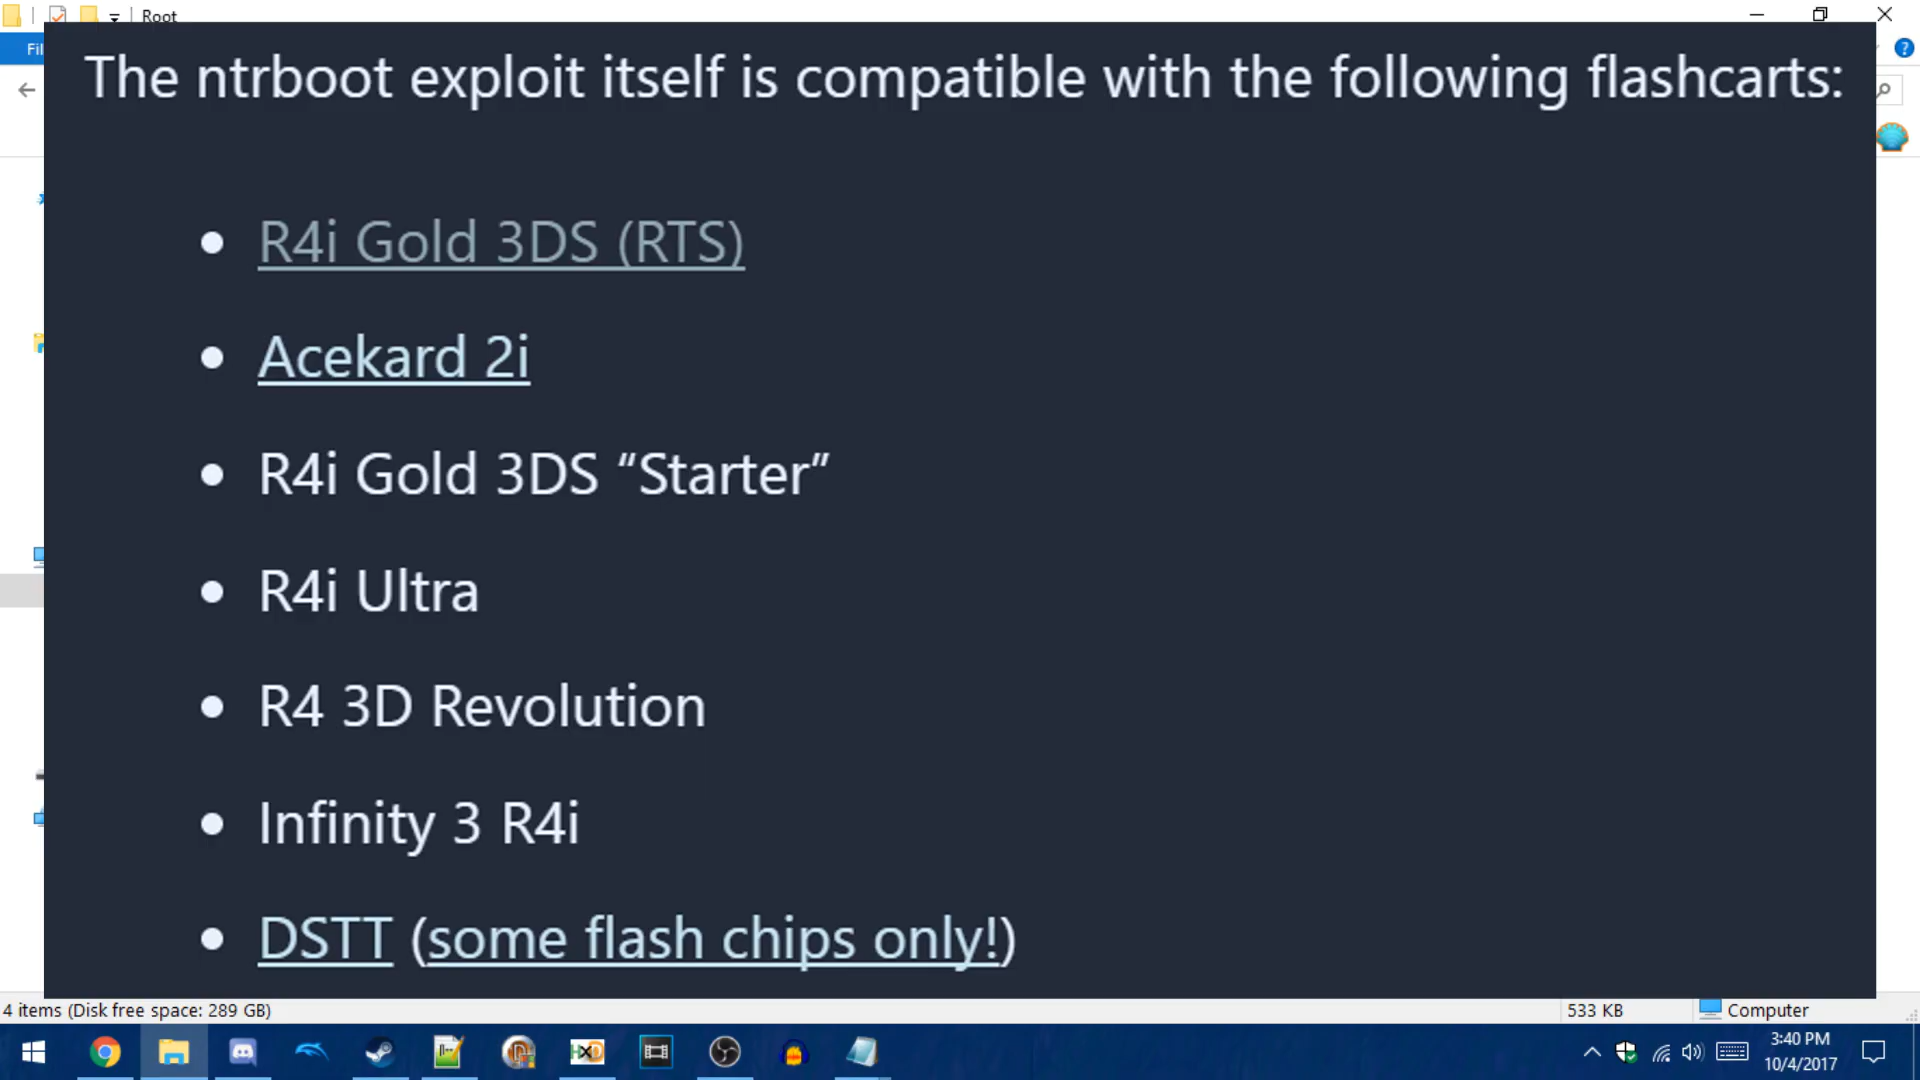 Root
Fil
The ntrboot exploit itself is compatible with the following flashcarts:
R4i Gold 3DS (RTS)
Acekard 2i
R4i Gold 3DS “Starter”
R4i Ultra
R4 3D Revolution
Infinity 3 R4i
DSTT (some flash chips only!)
4 items (Disk free space: 289 GB)
533 KB
Computer
HXD
3:40 PM
10/4/2017